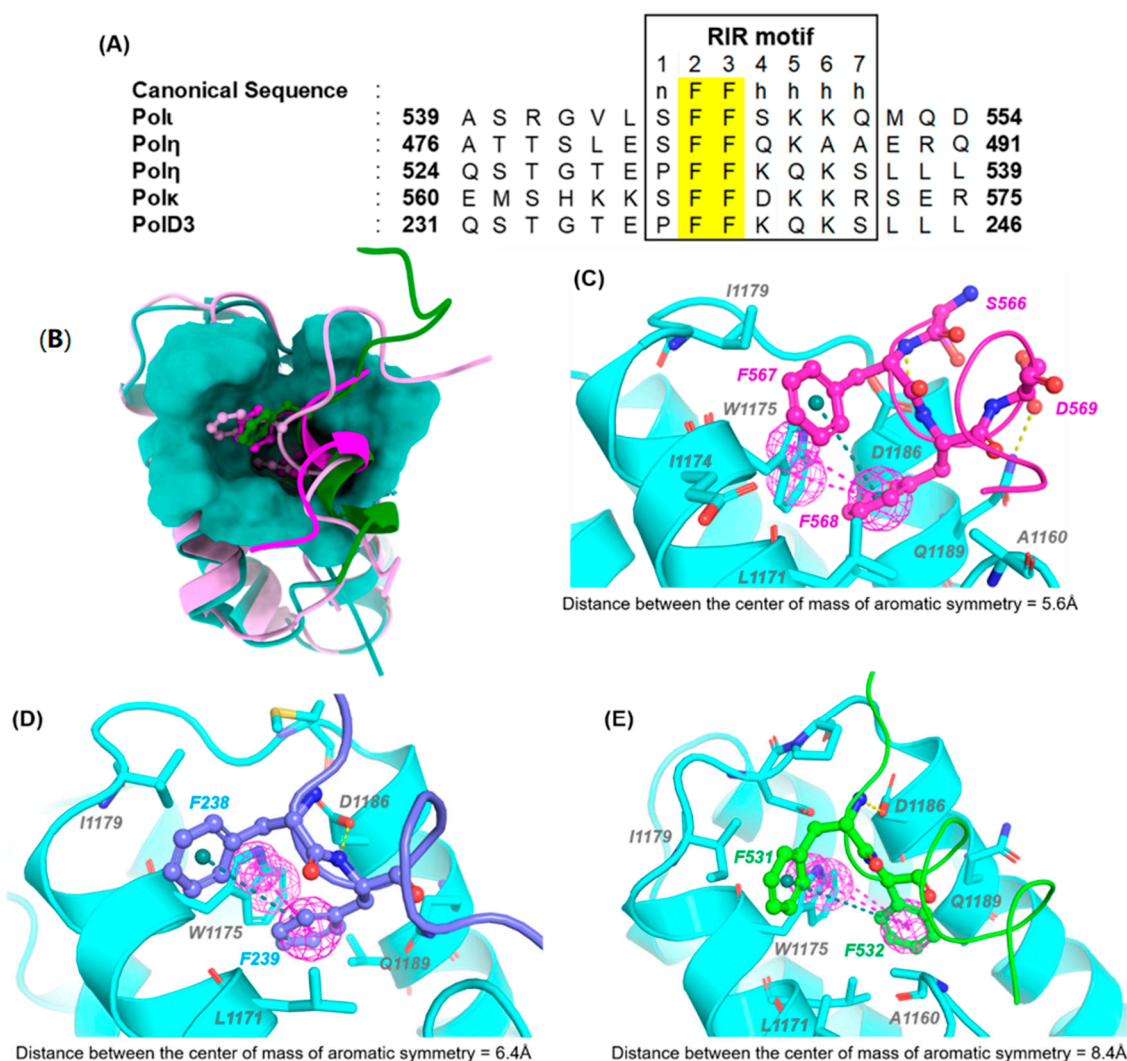 (A)
RIR motif
1 2 3 4 5 6 7
Canonical Sequence : n F F h h h h
Polι : 539 A S R G V L S F F S K K Q M Q D 554
Polη : 476 A T T S L E S F F Q K A A E R Q 491
Polη : 524 Q S T G T E P F F K Q K S L L L 539
Polκ : 560 E M S H K K S F F D K K R S E R 575
PolD3 : 231 Q S T G T E P F F K Q K S L L L 246
(B)
(C)
I1179
S566
F567
W1175
D569
D1186
I1174
F568
Q1189
A1160
L1171
Distance between the center of mass of aromatic symmetry = 5.6Å
(D)
F238
D1186
I1179
W1175
F239
Q1189
L1171
Distance between the center of mass of aromatic symmetry = 6.4Å
(E)
D1186
I1179
F531
Q1189
W1175
F532
L1171
A1160
Distance between the center of mass of aromatic symmetry = 8.4Å